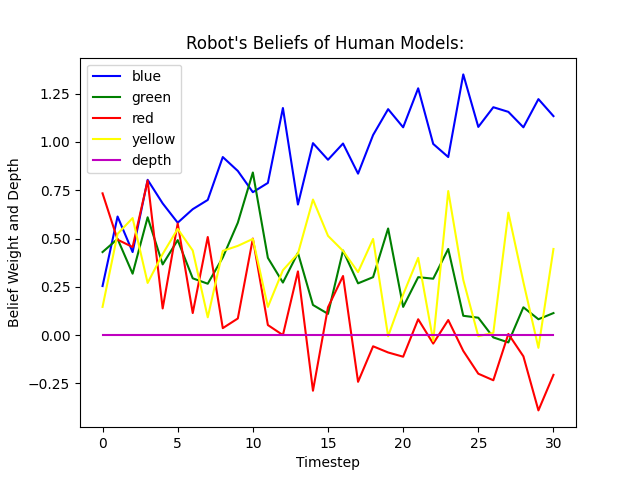 Robot's Beliefs of Human Models:
blue
green
red
yellow
depth
Belief Weight and Depth
1.25
1.00
0.75
0.50
0.25
0.00
−0.25
0 5 10 15 20 25 30
Timestep